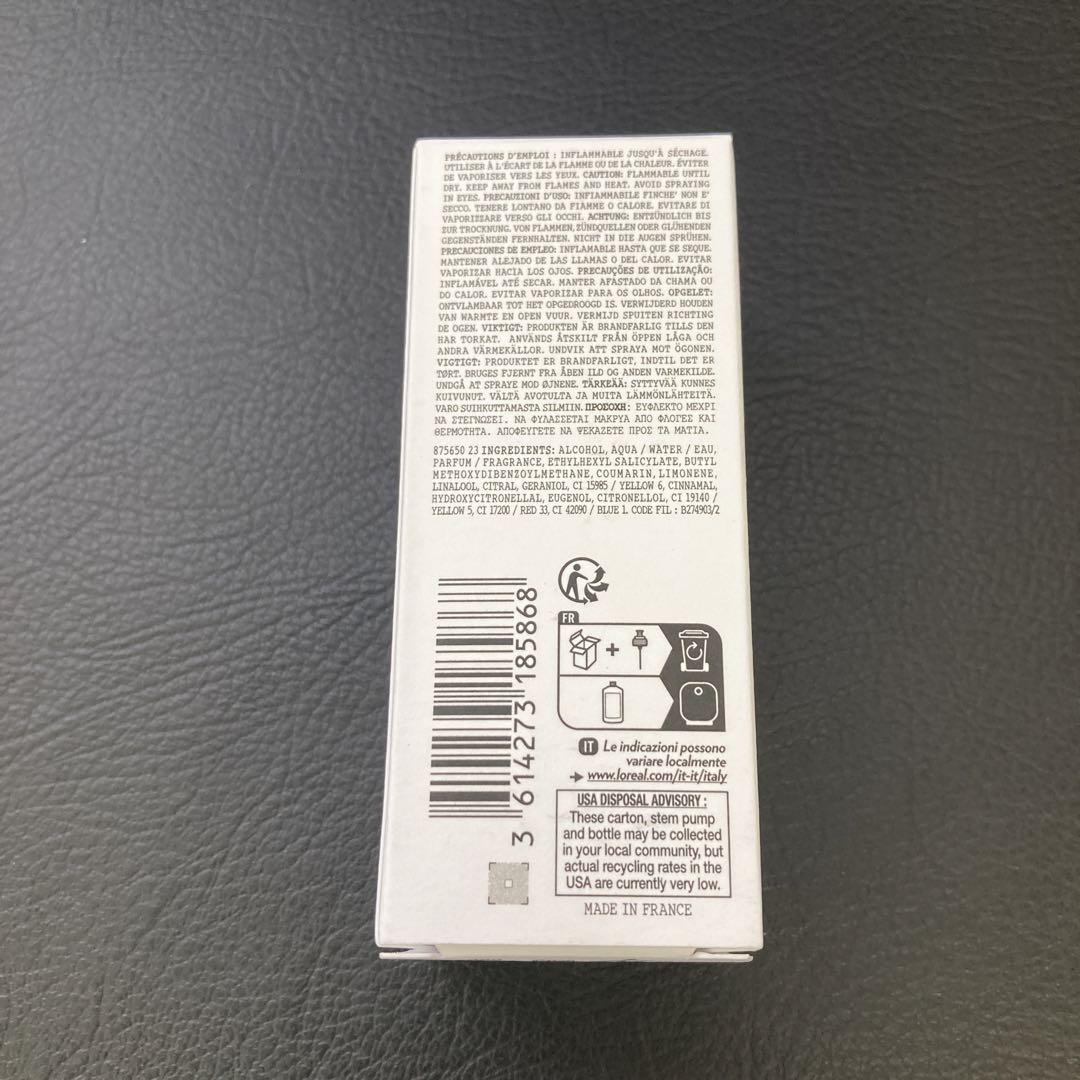 PRÉCAUTIONS D'EMPLOI : INFLAMMABLE JUSQU'À SÉCHAGE.
UTILISER À L'ÉCART DE LA FLAMME OU DE LA CHALEUR. ÉVITER
DE VAPORISER VERS LES YEUX. CAUTION: FLAMMABLE UNTIL
DRY. KEEP AWAY FROM FLAMES AND HEAT. AVOID SPRAYING
IN EYES. PRECAUZIONI D'USO: INFIAMMABILE FINCHE' NON E'
SECCO. TENERE LONTANO DA FIAMME O CALORE. EVITARE DI
VAPORIZZARE VERSO GLI OCCHI. ACHTUNG: ENTZÜNDLICH BIS
ZUR TROCKNUNG. VON FLAMMEN, ZÜNDQUELLEN ODER GLÜHENDEN
GEGENSTÄNDEN FERNHALTEN. NICHT IN DIE AUGEN SPRÜHEN.
PRECAUCIONES DE EMPLEO: INFLAMABLE HASTA QUE SE SEQUE.
MANTENER ALEJADO DE LAS LLAMAS O DEL CALOR. EVITAR
VAPORIZAR HACIA LOS OJOS. PRECAUÇÕES DE UTILIZAÇÃO:
INFLAMÁVEL ATÉ SECAR. MANTER AFASTADO DA CHAMA OU
DO CALOR. EVITAR VAPORIZAR PARA OS OLHOS. OPGELET:
ONTVLAMBAAR TOT HET OPGEDROOGD IS. VERWIJDERD HOUDEN
VAN WARMTE EN OPEN VUUR. VERMIJD SPUITEN RICHTING
DE OGEN. VIKTIGT: PRODUKTEN ÄR BRANDFARLIG TILLS DEN
HAR TORKAT. ANVÄNDS ÅTSKILT FRÅN ÖPPEN LÅGA OCH
ANDRA VÄRMEKÄLLOR. UNDVIK ATT SPRAYA MOT ÖGONEN.
VIGTIGT: PRODUKTET ER BRANDFARLIGT, INDTIL DET ER
TØRT. BRUGES FJERNT FRA ÅBEN ILD OG ANDEN VARMEKILDE.
UNDGÅ AT SPRAYE MOD ØJNENE. TÄRKEÄÄ: SYTTYVÄÄ KUNNES
KUIVUNUT. VÄLTÄ AVOTULTA JA MUITA LÄMMÖNLÄHTEITÄ.
VARO SUIHKUTTAMASTA SILMIIN. ΠΡΟΣΟΧΗ: ΕΥΦΛΕΚΤΟ ΜΕΧΡΙ
ΝΑ ΣΤΕΓΝΩΣΕΙ. ΝΑ ΦΥΛΑΣΣΕΤΑΙ ΜΑΚΡΥΑ ΑΠΟ ΦΛΟΓΕΣ ΚΑΙ
ΘΕΡΜΟΤΗΤΑ. ΑΠΟΦΕΥΓΕΤΕ ΝΑ ΨΕΚΑΖΕΤΕ ΠΡΟΣ ΤΑ ΜΑΤΙΑ.
875650 23 INGREDIENTS: ALCOHOL, AQUA / WATER / EAU,
PARFUM / FRAGRANCE, ETHYLHEXYL SALICYLATE, BUTYL
METHOXYDIBENZOYLMETHANE, COUMARIN, LIMONENE,
LINALOOL, CITRAL, GERANIOL, CI 15985 / YELLOW 6, CINNAMAL,
HYDROXYCITRONELLAL, EUGENOL, CITRONELLOL, CI 19140 /
YELLOW 5, CI 17200 / RED 33, CI 42090 / BLUE 1. CODE FIL : B274903/2
3 614273 185868
FR
IT Le indicazioni possono
variare localmente
www.loreal.com/it-it/italy
USA DISPOSAL ADVISORY :
These carton, stem pump
and bottle may be collected
in your local community, but
actual recycling rates in the
USA are currently very low.
MADE IN FRANCE